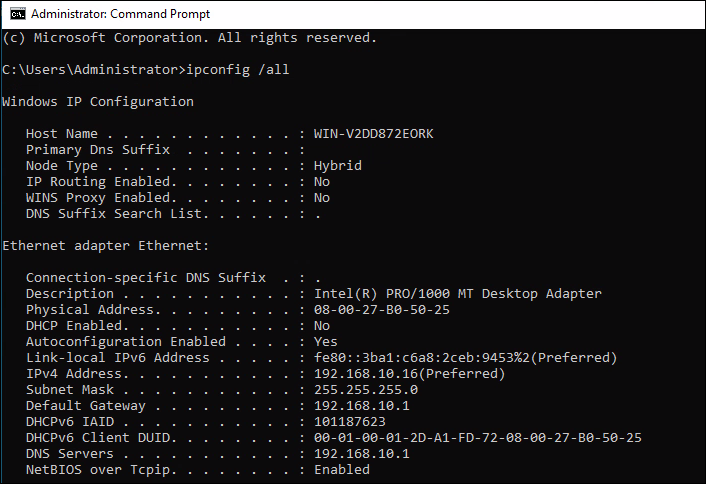 Administrator: Command Prompt
(c) Microsoft Corporation. All rights reserved.
C:\Users\Administrator>ipconfig /all
Windows IP Configuration
   Host Name . . . . . . . . . . . . : WIN-V2DD872EORK
   Primary Dns Suffix  . . . . . . . :
   Node Type . . . . . . . . . . . . : Hybrid
   IP Routing Enabled. . . . . . . . : No
   WINS Proxy Enabled. . . . . . . . : No
   DNS Suffix Search List. . . . . . : .
Ethernet adapter Ethernet:
   Connection-specific DNS Suffix  . : .
   Description . . . . . . . . . . . : Intel(R) PRO/1000 MT Desktop Adapter
   Physical Address. . . . . . . . . : 08-00-27-B0-50-25
   DHCP Enabled. . . . . . . . . . . : No
   Autoconfiguration Enabled . . . . : Yes
   Link-local IPv6 Address . . . . . : fe80::3ba1:c6a8:2ceb:9453%2(Preferred)
   IPv4 Address. . . . . . . . . . . : 192.168.10.16(Preferred)
   Subnet Mask . . . . . . . . . . . : 255.255.255.0
   Default Gateway . . . . . . . . . : 192.168.10.1
   DHCPv6 IAID . . . . . . . . . . . : 101187623
   DHCPv6 Client DUID. . . . . . . . : 00-01-00-01-2D-A1-FD-72-08-00-27-B0-50-25
   DNS Servers . . . . . . . . . . . : 192.168.10.1
   NetBIOS over Tcpip. . . . . . . . : Enabled